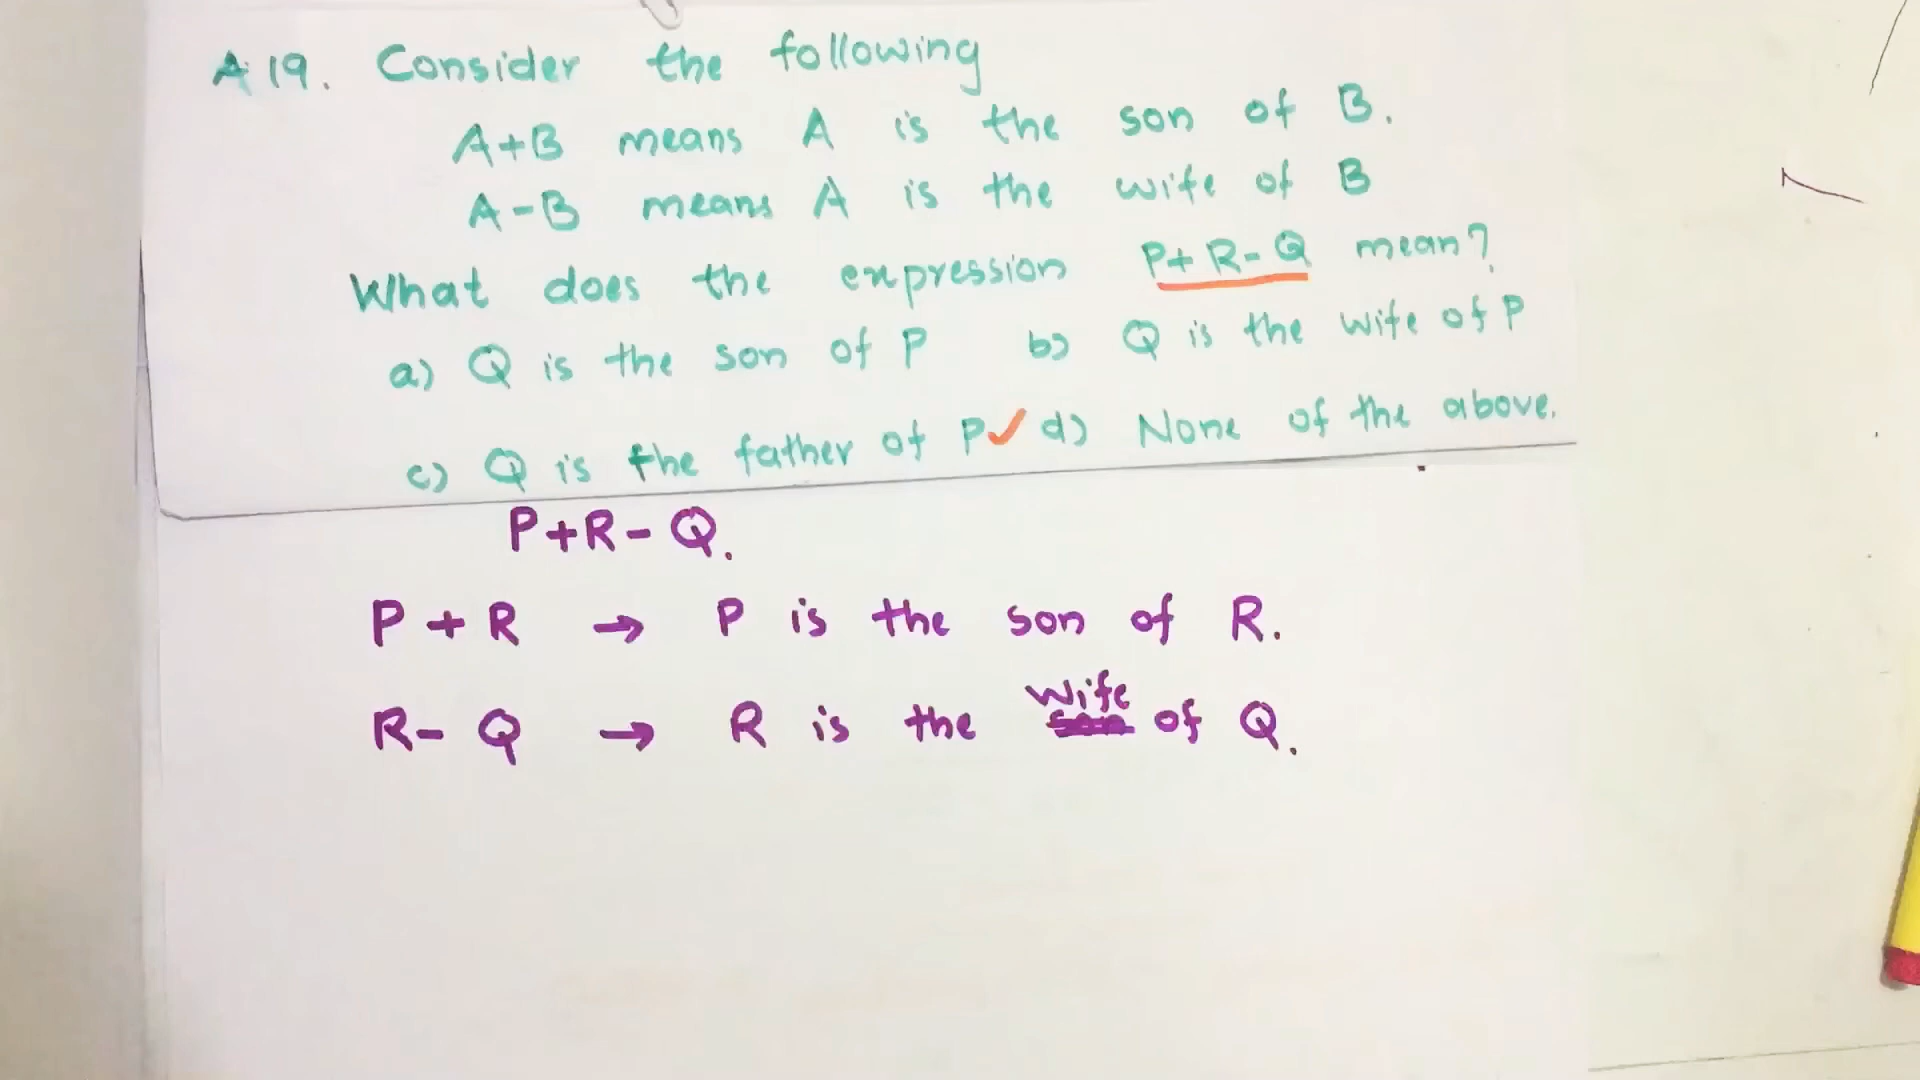 A 19. Consider the following
A+B means A is the son of B.
A-B means A is the wife of B
What does the expression P+R-Q mean?
a) Q is the son of P b) Q is the wife of P
c) Q is the father of P✓ d) None of the above.
P+R-Q.
P+R → P is the son of R.
R-Q → R is the wife of Q.